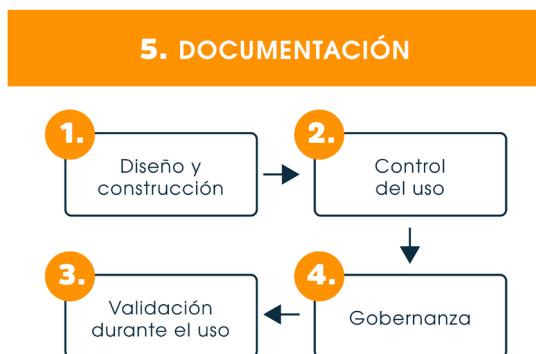 5. DOCUMENTACIÓN
1.
Diseño y
construcción
2.
Control
del uso
3.
Validación
durante el uso
4.
Gobernanza